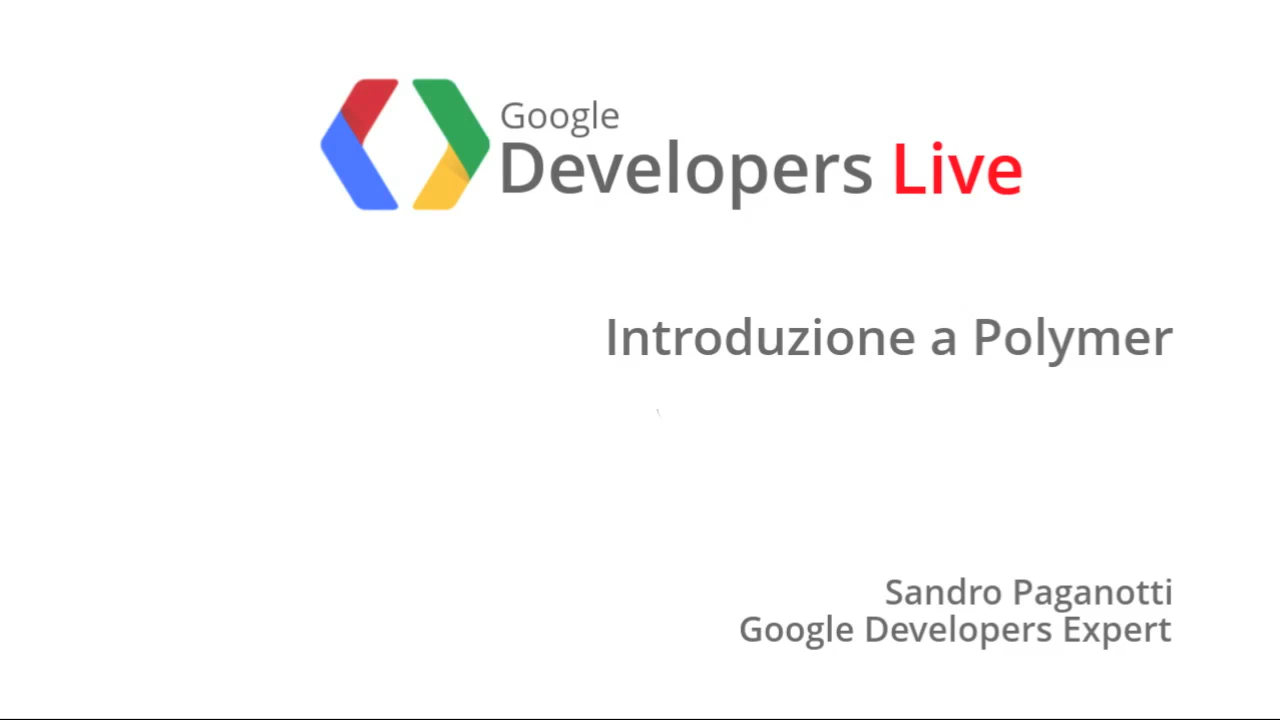 Google
Developers Live
Introduzione a Polymer
Sandro Paganotti
Google Developers Expert